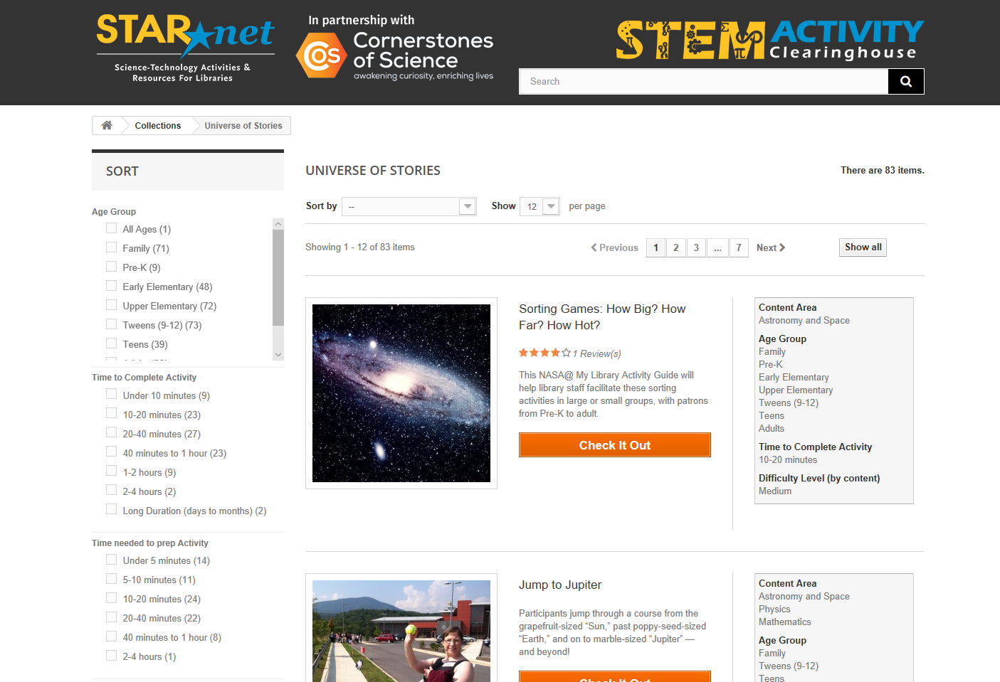 STAR net
Science-Technology Activities &
Resources For Libraries
In partnership with
COS
Cornerstones
of Science
awakening curiosity, enriching lives
STEM ACTIVITY
Clearinghouse
Search
Collections
Universe of Stories
SORT
Age Group
All Ages (1)
Family (71)
Pre-K (9)
Early Elementary (48)
Upper Elementary (72)
Tweens (9-12) (73)
Teens (39)
Time to Complete Activity
Under 10 minutes (9)
10-20 minutes (23)
20-40 minutes (27)
40 minutes to 1 hour (23)
1-2 hours (9)
2-4 hours (2)
Long Duration (days to months) (2)
Time needed to prep Activity
Under 5 minutes (14)
5-10 minutes (11)
10-20 minutes (24)
20-40 minutes (22)
40 minutes to 1 hour (8)
2-4 hours (1)
UNIVERSE OF STORIES
There are 83 items.
Sort by -- Show 12 per page
Showing 1 - 12 of 83 items
Previous 1 2 3 ... 7 Next Show all
Sorting Games: How Big? How
Far? How Hot?
1 Review(s)
This NASA@ My Library Activity Guide will
help library staff facilitate these sorting
activities in large or small groups, with patrons
from Pre-K to adult.
Check It Out
Content Area
Astronomy and Space
Age Group
Family
Pre-K
Early Elementary
Upper Elementary
Tweens (9-12)
Teens
Adults
Time to Complete Activity
10-20 minutes
Difficulty Level (by content)
Medium
Jump to Jupiter
Participants jump through a course from the
grapefruit-sized “Sun,” past poppy-seed-sized
“Earth,” and on to marble-sized “Jupiter” —
and beyond!
Check It Out
Content Area
Astronomy and Space
Physics
Mathematics
Age Group
Family
Tweens (9-12)
Teens